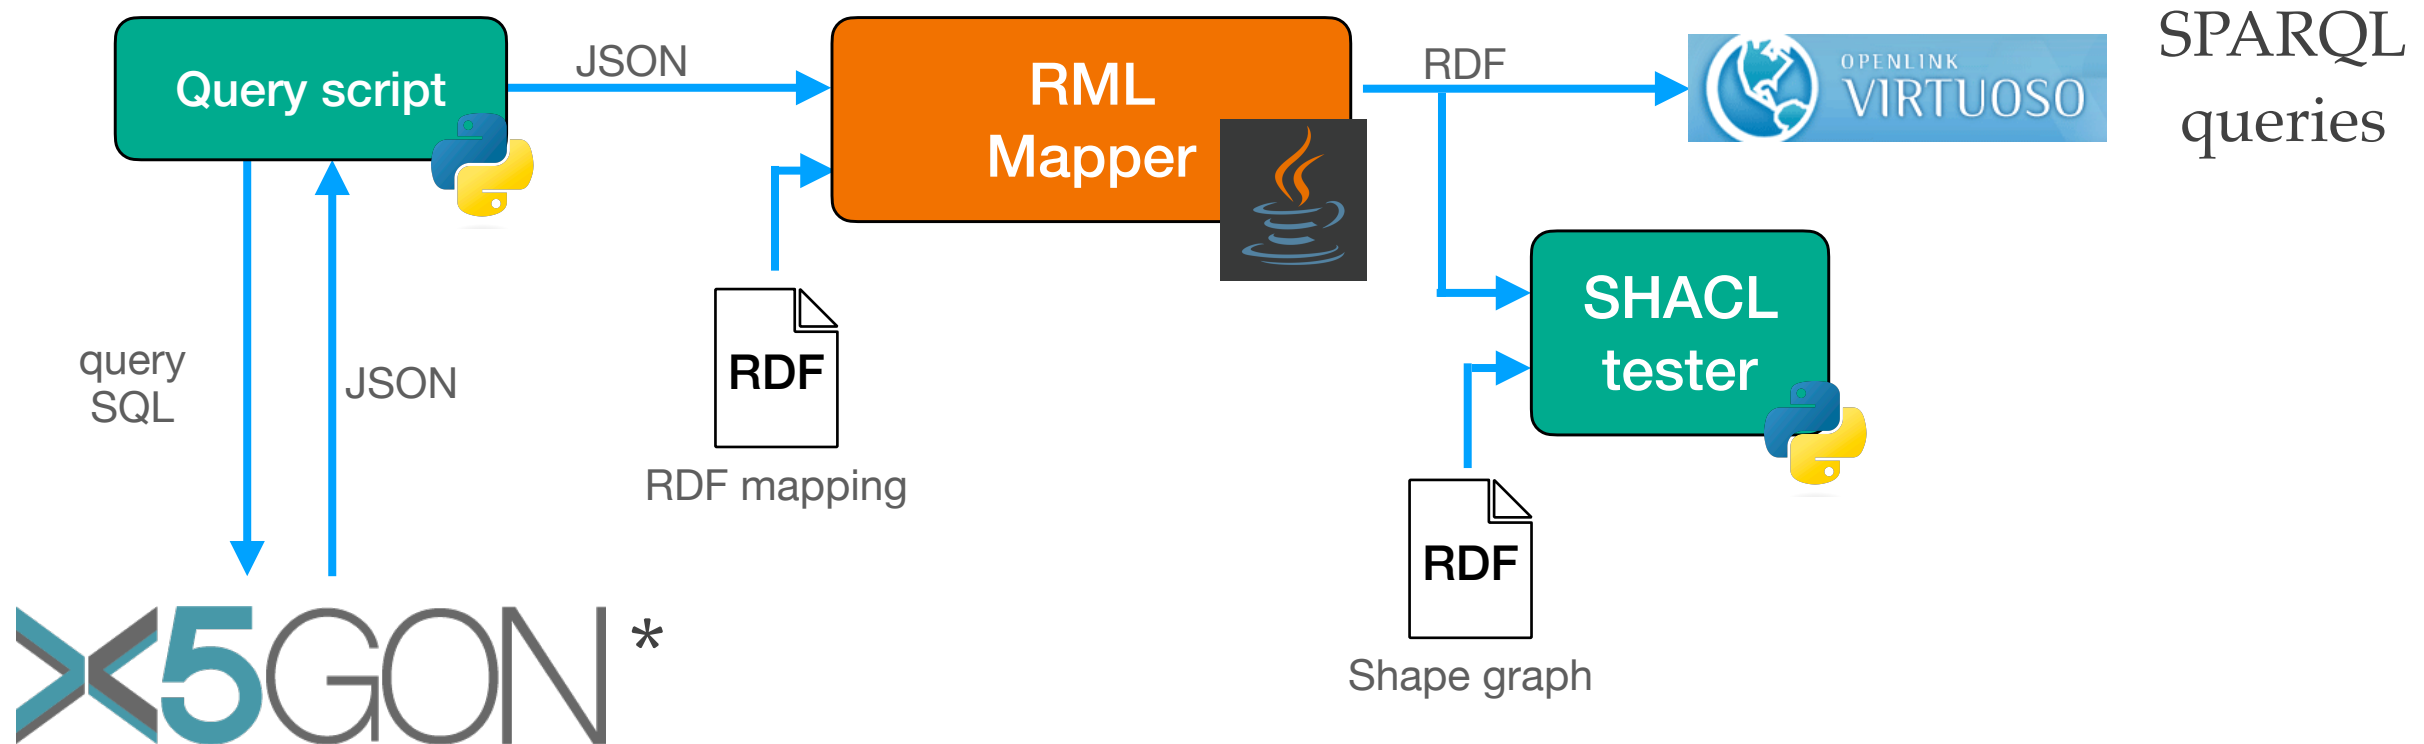 Query script
JSON
RML
Mapper
RDF
OPENLINK
VIRTUOSO
SPARQL
queries
query
SQL
JSON
RDF
RDF mapping
SHACL
tester
RDF
Shape graph
X5GON *